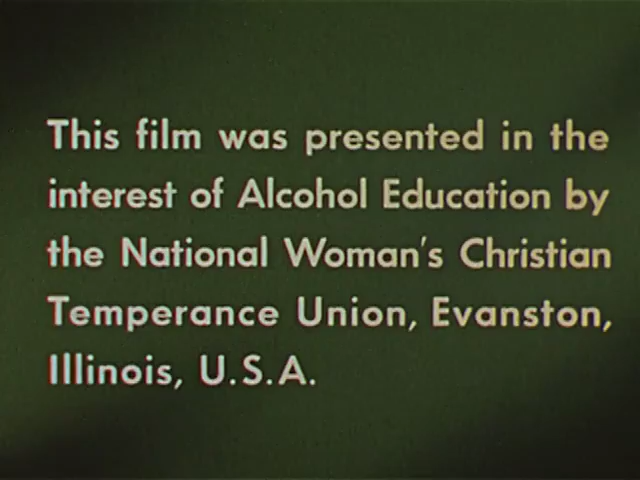 This film was presented in the
interest of Alcohol Education by
the National Woman's Christian
Temperance Union, Evanston,
Illinois, U.S.A.